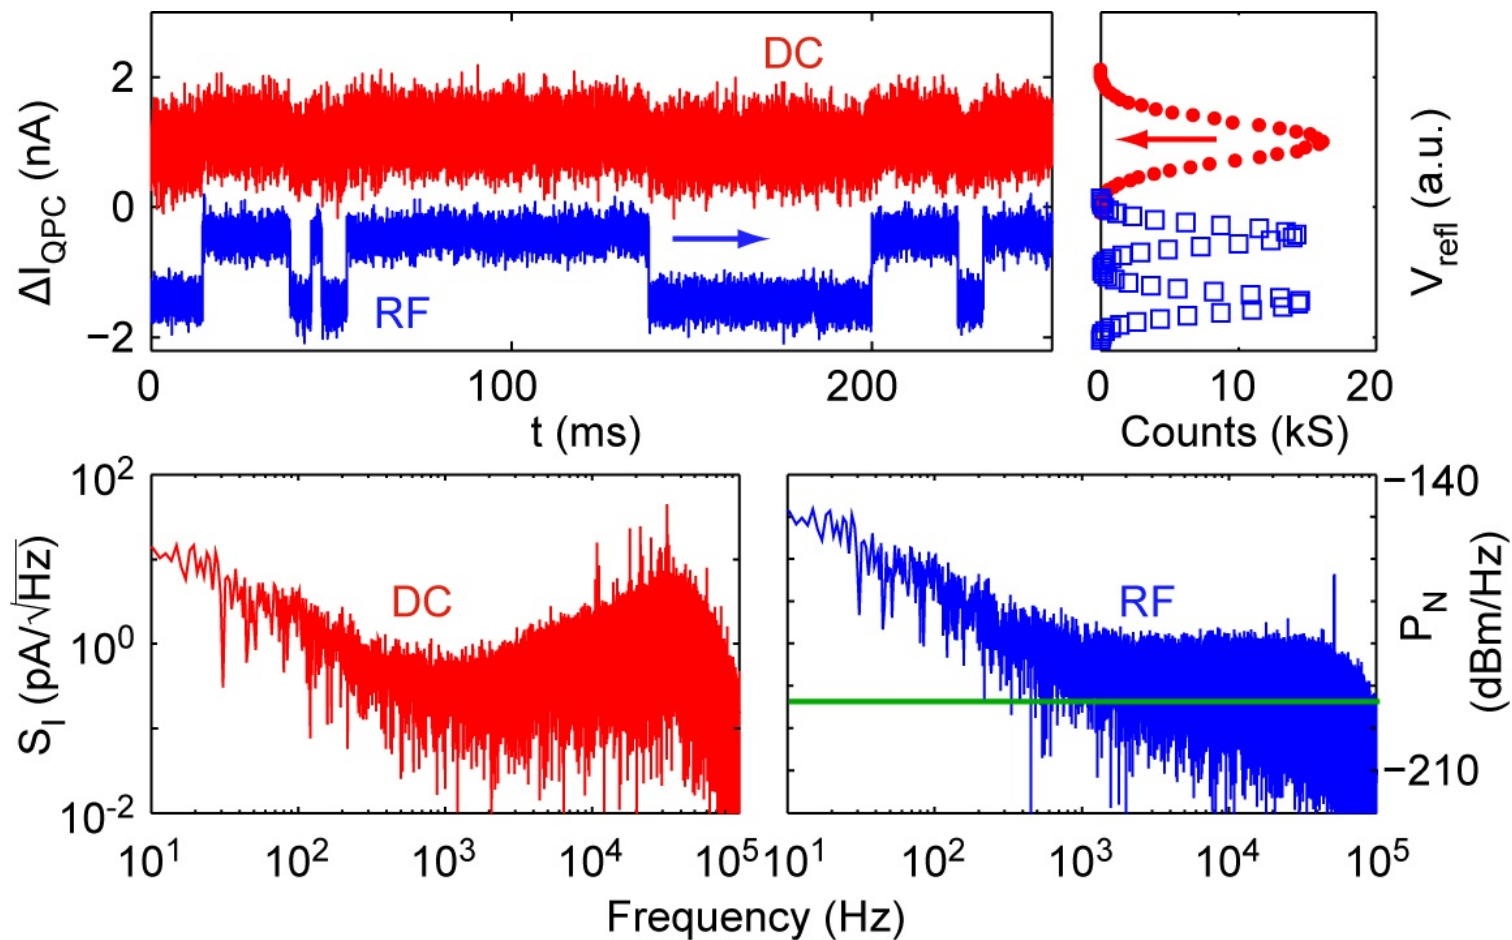 DC
2
0
−2
ΔI_QPC (nA)
RF
0
100
200
t (ms)
V_refl (a.u.)
0
10
20
Counts (kS)
10^2
10^0
10^-2
S_I (pA/√Hz)
DC
10^1
10^2
10^3
10^4
10^5
RF
−140
−210
P_N
(dBm/Hz)
10^1
10^2
10^3
10^4
10^5
Frequency (Hz)